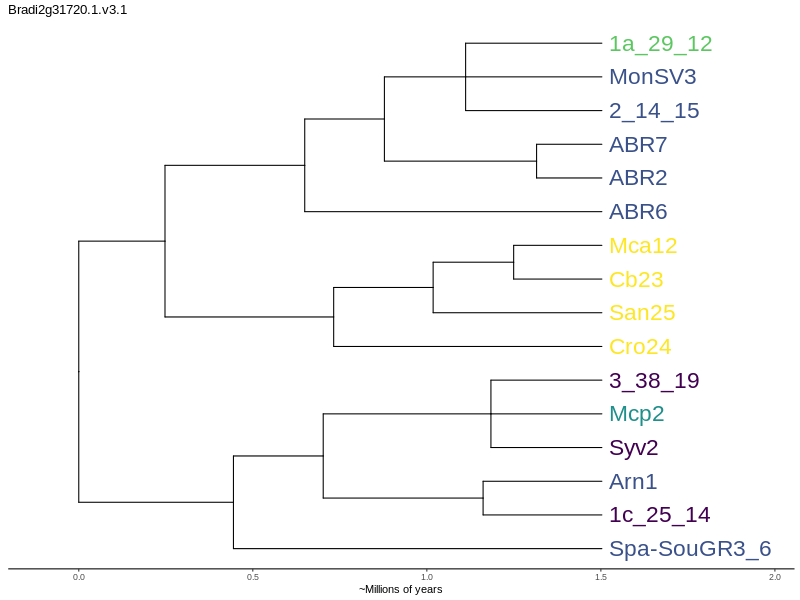 Bradi2g31720.1.v3.1
1a_29_12
MonSV3
2_14_15
ABR7
ABR2
ABR6
Mca12
Cb23
San25
Cro24
3_38_19
Mcp2
Syv2
Arn1
1c_25_14
Spa-SouGR3_6
0.0 0.5 1.0 1.5 2.0
~Millions of years